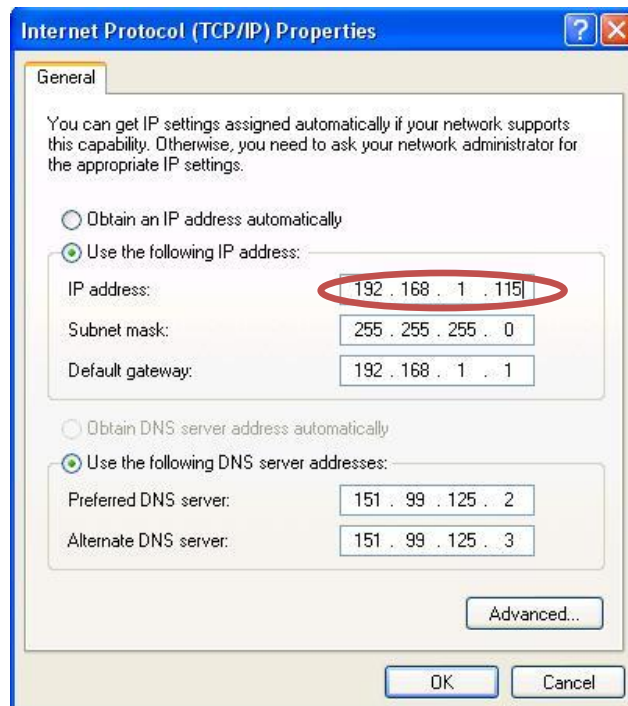 Internet Protocol (TCP/IP) Properties
General
You can get IP settings assigned automatically if your network supports
this capability. Otherwise, you need to ask your network administrator for
the appropriate IP settings.
Obtain an IP address automatically
Use the following IP address:
IP address: 192 . 168 . 1 . 115
Subnet mask: 255 . 255 . 255 . 0
Default gateway: 192 . 168 . 1 . 1
Obtain DNS server address automatically
Use the following DNS server addresses:
Preferred DNS server: 151 . 99 . 125 . 2
Alternate DNS server: 151 . 99 . 125 . 3
Advanced...
OK Cancel